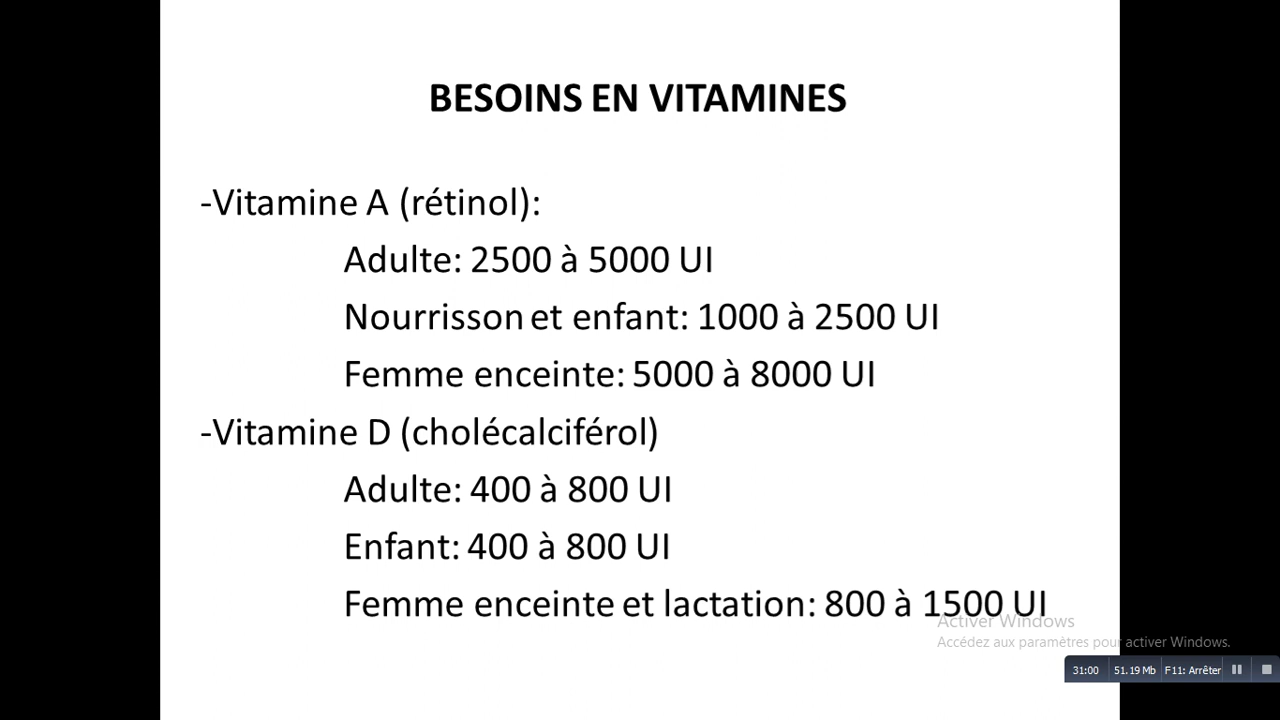 BESOINS EN VITAMINES
-Vitamine A (rétinol):
Adulte: 2500 à 5000 UI
Nourrisson et enfant: 1000 à 2500 UI
Femme enceinte: 5000 à 8000 UI
-Vitamine D (cholécalciférol)
Adulte: 400 à 800 UI
Enfant: 400 à 800 UI
Femme enceinte et lactation: 800 à 1500 UI
Activer Windows
Accédez aux paramètres pour activer Windows.
31:00 51.19 Mb F11: Arrêter